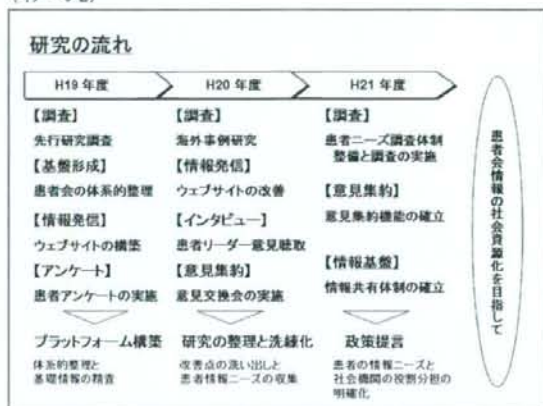 研究の流れ
H19 年度
H20 年度
H21 年度
【調査】
先行研究調査
【基盤形成】
患者会の体系的整理
【情報発信】
ウェブサイトの構築
【アンケート】
患者アンケートの実施
プラットフォーム構築
体系的整理と
基礎情報の精査
【調査】
海外事例研究
【情報発信】
ウェブサイトの改善
【インタビュー】
患者リーダー意見聴取
【意見集約】
意見交換会の実施
研究の整理と洗練化
改善点の洗い出しと
患者情報ニーズの収集
【調査】
患者ニーズ調査体制
整備と調査の実施
【意見集約】
意見集約機能の確立
【情報基盤】
情報共有体制の確立
政策提言
患者の情報ニーズと
社会機関の役割分担の
明確化
患者会情報の社会資源化を目指して